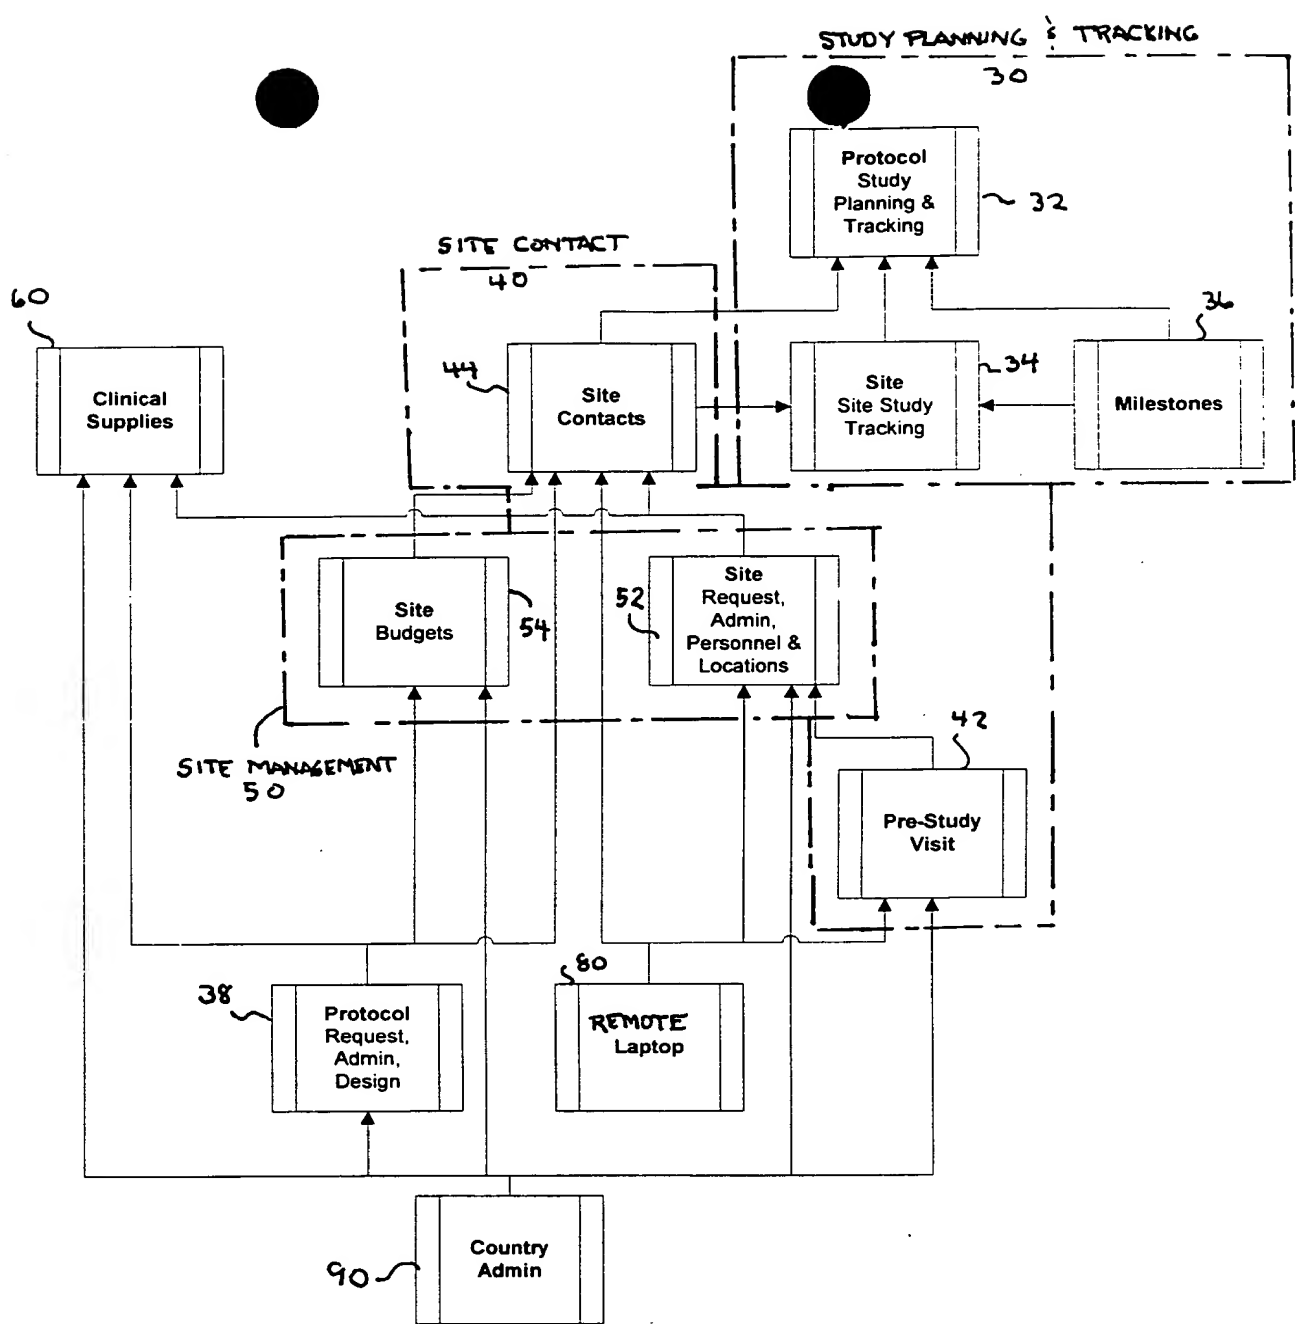 STUDY PLANNING & TRACKING
30
Protocol
Study
Planning &
Tracking
32
SITE CONTACT
40
60
Clinical
Supplies
44
Site
Contacts
34
Site
Site Study
Tracking
36
Milestones
Site
Budgets
54
52
Site
Request,
Admin,
Personnel &
Locations
SITE MANAGEMENT
50
42
Pre-Study
Visit
38
Protocol
Request,
Admin,
Design
80
REMOTE
Laptop
90
Country
Admin